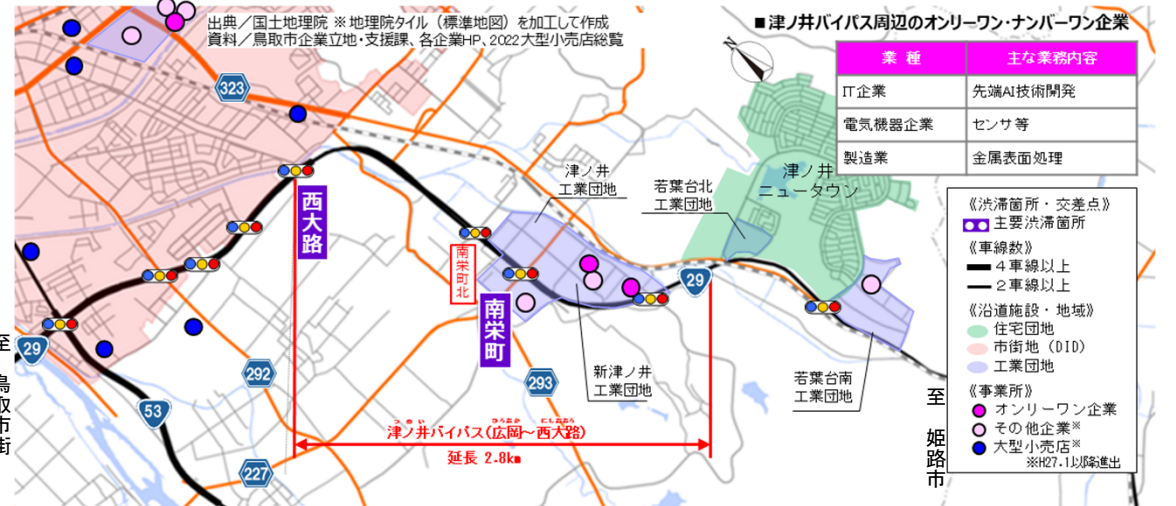 出典／国土地理院 ※地理院タイル（標準地図）を加工して作成
資料／鳥取市企業立地・支援課、各企業HP、2022大型小売店総覧
■津ノ井バイパス周辺のオンリーワン・ナンバーワン企業
業 種 主な業務内容
IT企業 先端AI技術開発
電気機器企業 センサ等
製造業 金属表面処理
N
323
津ノ井
工業団地
若葉台北
工業団地
津ノ井
ニュータウン
西大路
南栄町北
南栄町
29
新津ノ井
工業団地
若葉台南
工業団地
至 鳥取市街
29
53
292
293
227
つのい ひろおか にしおおろ
津ノ井バイパス(広岡～西大路)
延長 2.8km
至 姫路市
《渋滞箇所・交差点》
主要渋滞箇所
《車線数》
４車線以上
２車線以上
《沿道施設・地域》
住宅団地
市街地（DID）
工業団地
《事業所》
オンリーワン企業
その他企業※
大型小売店※
※H27.1以降進出